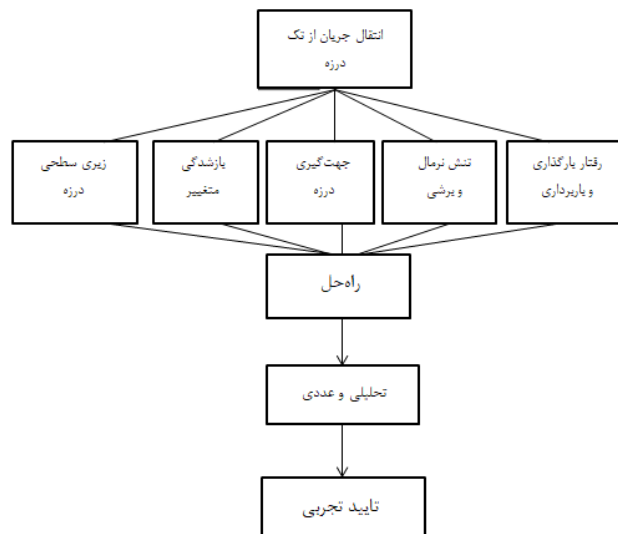 انتقال جریان از تک
درزه
رفتار بارگذاری
و باربرداری
تنش نرمال
و برشی
جهت‌گیری
درزه
بازشدگی
متغییر
زبری سطحی
درزه
راه‌حل
تحلیلی و عددی
تایید تجربی